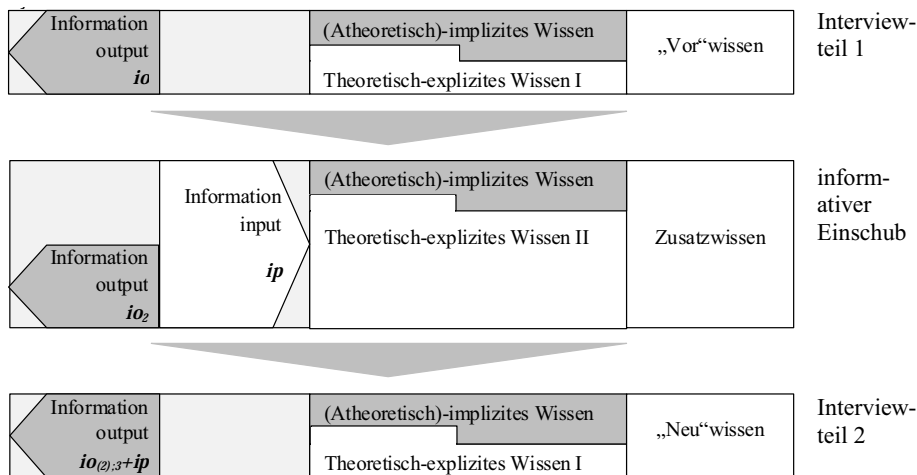 Information
output
io
(Atheoretisch)-implizites Wissen
Theoretisch-explizites Wissen I
„Vor“wissen
Interview-
teil 1
Information
output
io2
Information
input
ip
(Atheoretisch)-implizites Wissen
Theoretisch-explizites Wissen II
Zusatzwissen
inform-
ativer
Einschub
Information
output
io(2);3+ip
(Atheoretisch)-implizites Wissen
Theoretisch-explizites Wissen I
„Neu“wissen
Interview-
teil 2